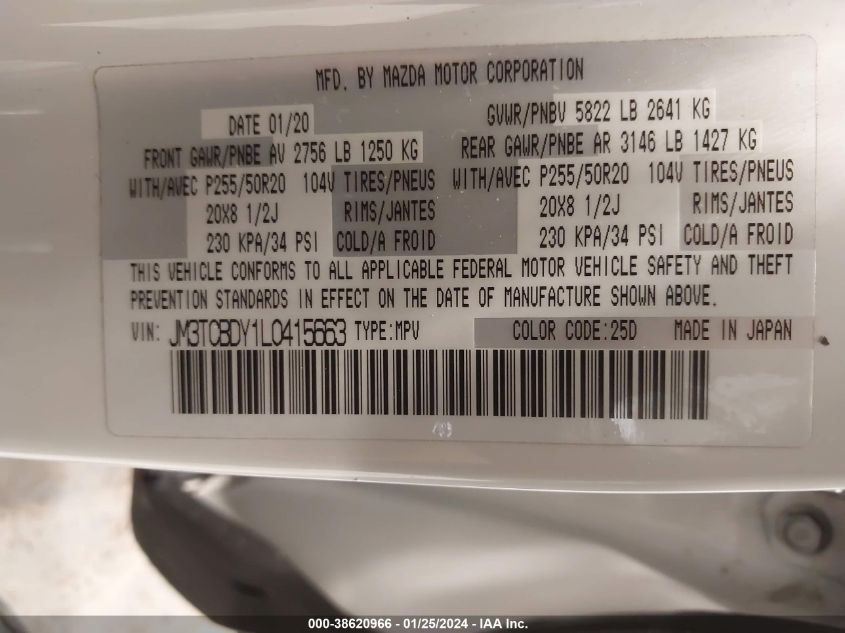 MFD. BY MAZDA MOTOR CORPORATION
DATE 01/20 GVWR/PNBV 5822 LB 2641 KG
FRONT GAWR/PNBE AV 2756 LB 1250 KG REAR GAWR/PNBE AR 3146 LB 1427 KG
WITH/AVEC P255/50R20 104V TIRES/PNEUS WITH/AVEC P255/50R20 104V TIRES/PNEUS
20X8 1/2J RIMS/JANTES 20X8 1/2J RIMS/JANTES
230 KPA/34 PSI COLD/A FROID 230 KPA/34 PSI COLD/A FROID
THIS VEHICLE CONFORMS TO ALL APPLICABLE FEDERAL MOTOR VEHICLE SAFETY AND THEFT
PREVENTION STANDARDS IN EFFECT ON THE DATE OF MANUFACTURE SHOWN ABOVE.
VIN: JM3TCBDY1L0415663 TYPE:MPV COLOR CODE:25D MADE IN JAPAN
000-38620966 - 01/25/2024 - IAA Inc.